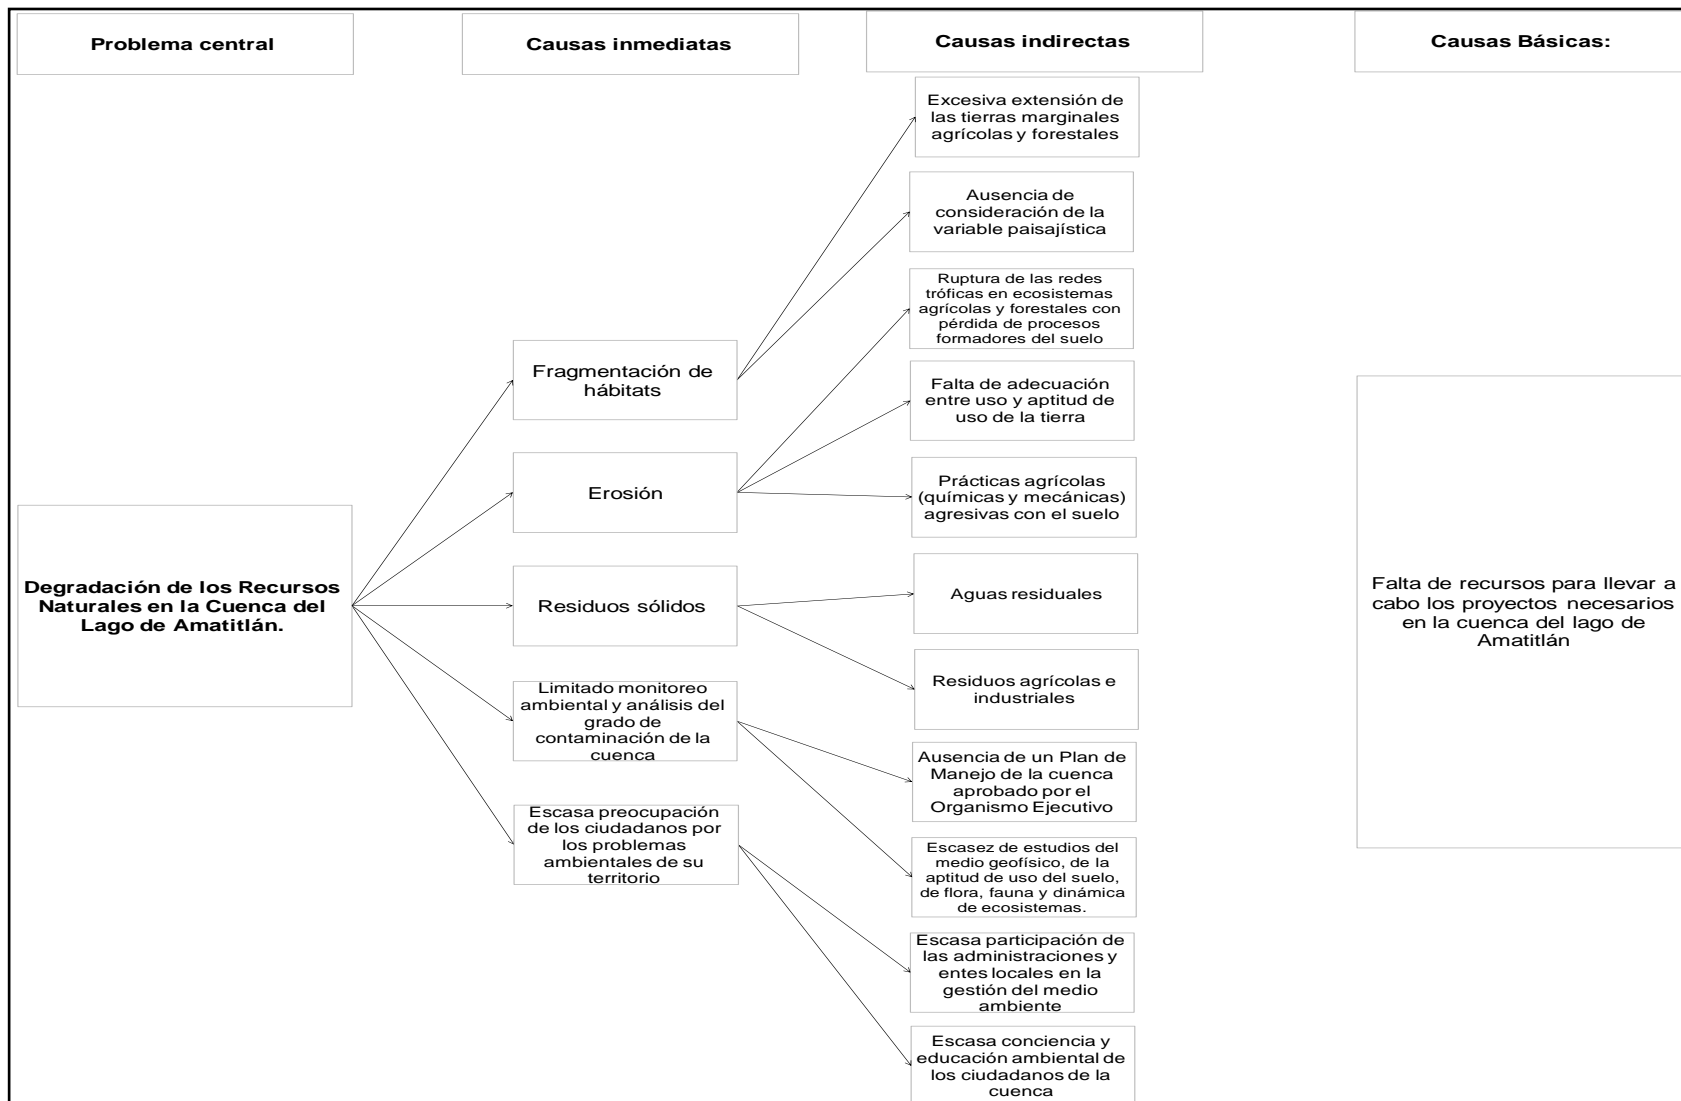 Problema central
Causas inmediatas
Causas indirectas
Causas Básicas:
Degradación de los Recursos
Naturales en la Cuenca del
Lago de Amatitlán.
Fragmentación de
hábitats
Erosión
Residuos sólidos
Limitado monitoreo
ambiental y análisis del
grado de
contaminación de la
cuenca
Escasa preocupación
de los ciudadanos por
los problemas
ambientales de su
territorio
Excesiva extensión de
las tierras marginales
agrícolas y forestales
Ausencia de
consideración de la
variable paisajística
Ruptura de las redes
tróficas en ecosistemas
agrícolas y forestales con
pérdida de procesos
formadores del suelo
Falta de adecuación
entre uso y aptitud de
uso de la tierra
Prácticas agrícolas
(químicas y mecánicas)
agresivas con el suelo
Aguas residuales
Residuos agrícolas e
industriales
Ausencia de un Plan de
Manejo de la cuenca
aprobado por el
Organismo Ejecutivo
Escasez de estudios del
medio geofísico, de la
aptitud de uso del suelo,
de flora, fauna y dinámica
de ecosistemas.
Escasa participación de
las administraciones y
entes locales en la
gestión del medio
ambiente
Escasa conciencia y
educación ambiental de
los ciudadanos de la
cuenca
Falta de recursos para llevar a
cabo los proyectos necesarios
en la cuenca del lago de
Amatitlán